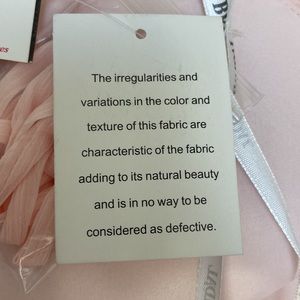 The irregularities and
variations in the color and
texture of this fabric are
characteristic of the fabric
adding to its natural beauty
and is in no way to be
considered as defective.